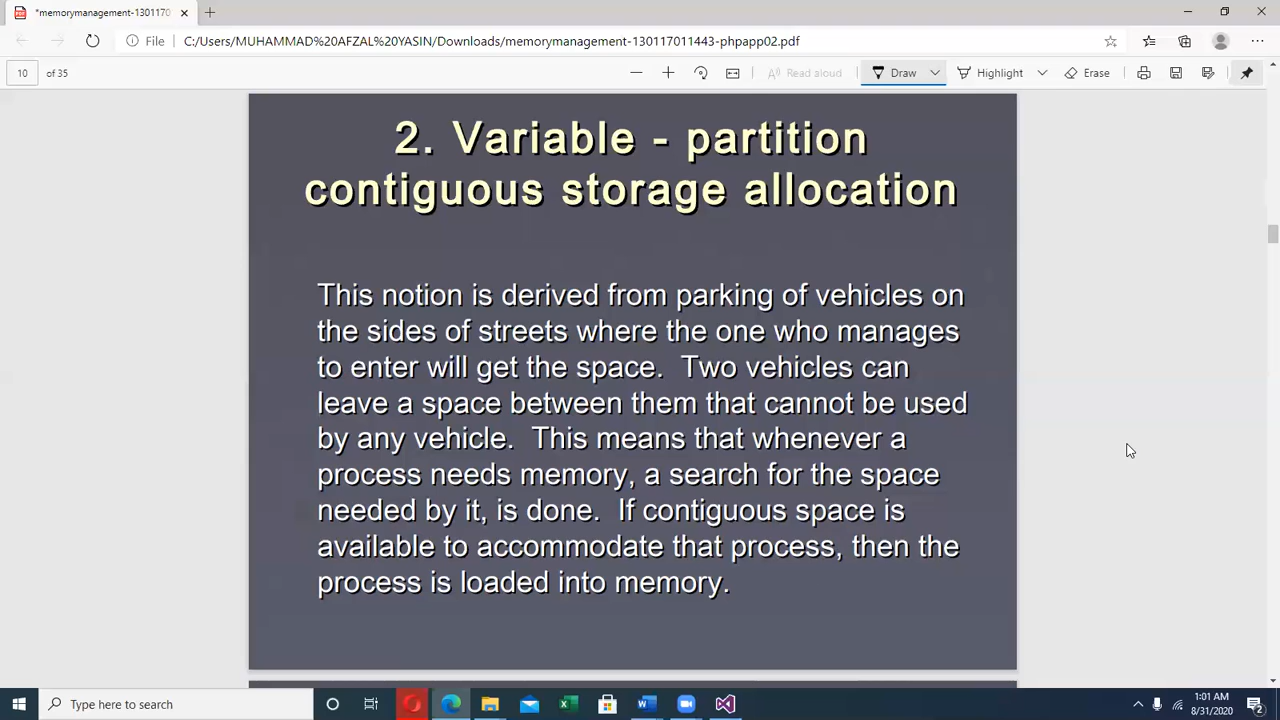 *memorymanagement-1301170
File
C:/Users/MUHAMMAD%20AFZAL%20YASIN/Downloads/memorymanagement-130117011443-phpapp02.pdf
10 of 35
Read aloud
Draw
Highlight
Erase
2. Variable - partition
contiguous storage allocation
This notion is derived from parking of vehicles on
the sides of streets where the one who manages
to enter will get the space. Two vehicles can
leave a space between them that cannot be used
by any vehicle. This means that whenever a
process needs memory, a search for the space
needed by it, is done. If contiguous space is
available to accommodate that process, then the
process is loaded into memory.
Type here to search
1:01 AM
8/31/2020
2